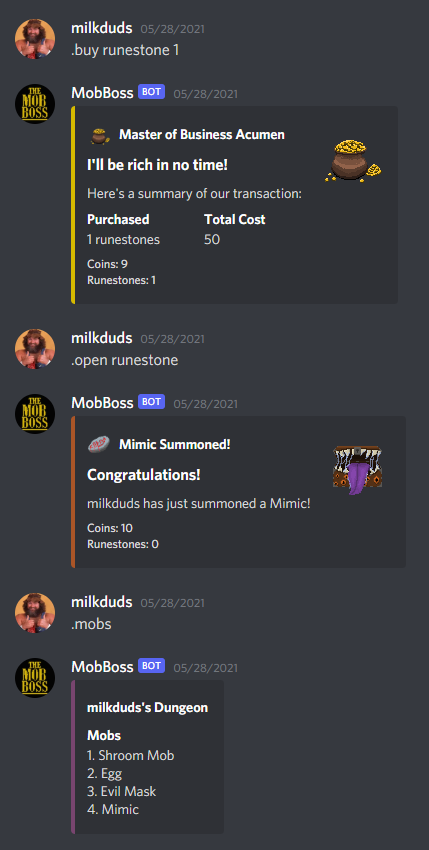 milkduds 05/28/2021
.buy runestone 1
THE MOB BOSS
MobBoss BOT 05/28/2021
Master of Business Acumen
I'll be rich in no time!
Here's a summary of our transaction:
Purchased Total Cost
1 runestones 50
Coins: 9
Runestones: 1
milkduds 05/28/2021
.open runestone
THE MOB BOSS
MobBoss BOT 05/28/2021
Mimic Summoned!
Congratulations!
milkduds has just summoned a Mimic!
Coins: 10
Runestones: 0
milkduds 05/28/2021
.mobs
THE MOB BOSS
MobBoss BOT 05/28/2021
milkduds's Dungeon
Mobs
1. Shroom Mob
2. Egg
3. Evil Mask
4. Mimic